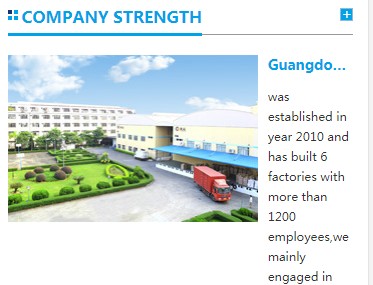 COMPANY STRENGTH
Guangdo...
was
established in
year 2010 and
has built 6
factories with
more than
1200
employees,we
mainly
engaged in